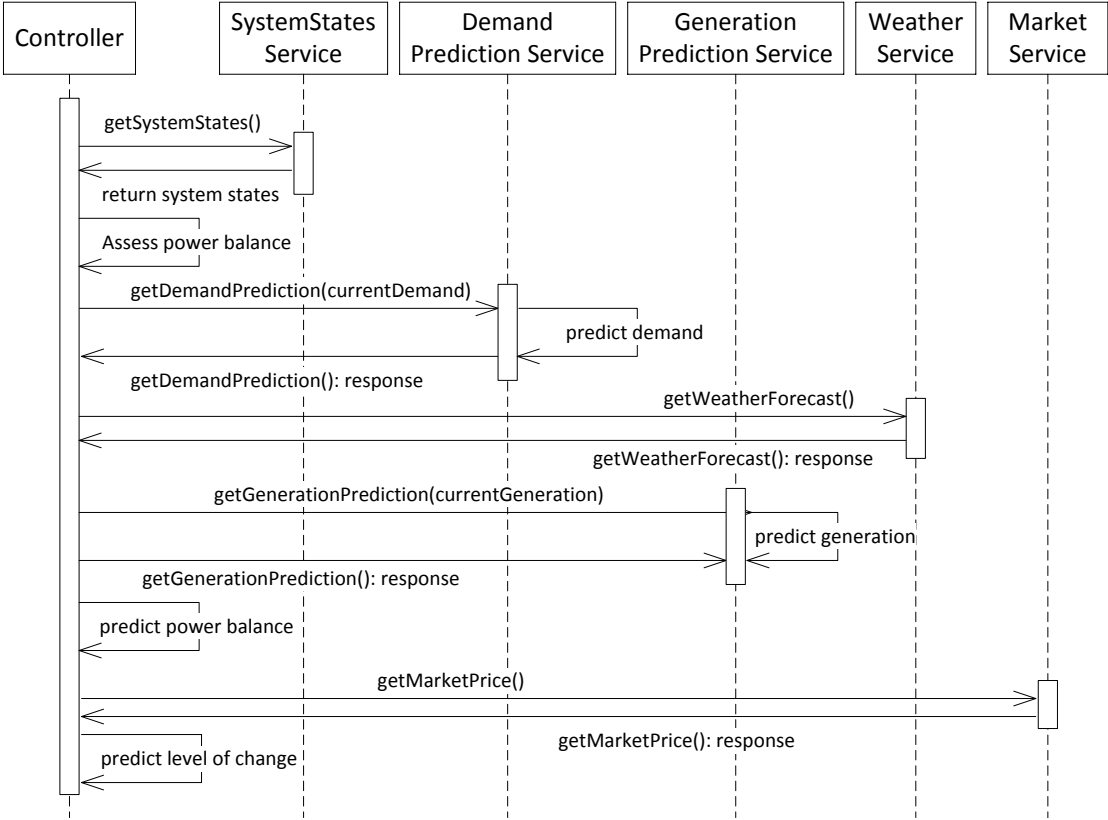 Controller
SystemStates
Service
Demand
Prediction Service
Generation
Prediction Service
Weather
Service
Market
Service
getSystemStates()
return system states
Assess power balance
getDemandPrediction(currentDemand)
predict demand
getDemandPrediction(): response
getWeatherForecast()
getWeatherForecast(): response
getGenerationPrediction(currentGeneration)
predict generation
getGenerationPrediction(): response
predict power balance
getMarketPrice()
getMarketPrice(): response
predict level of change